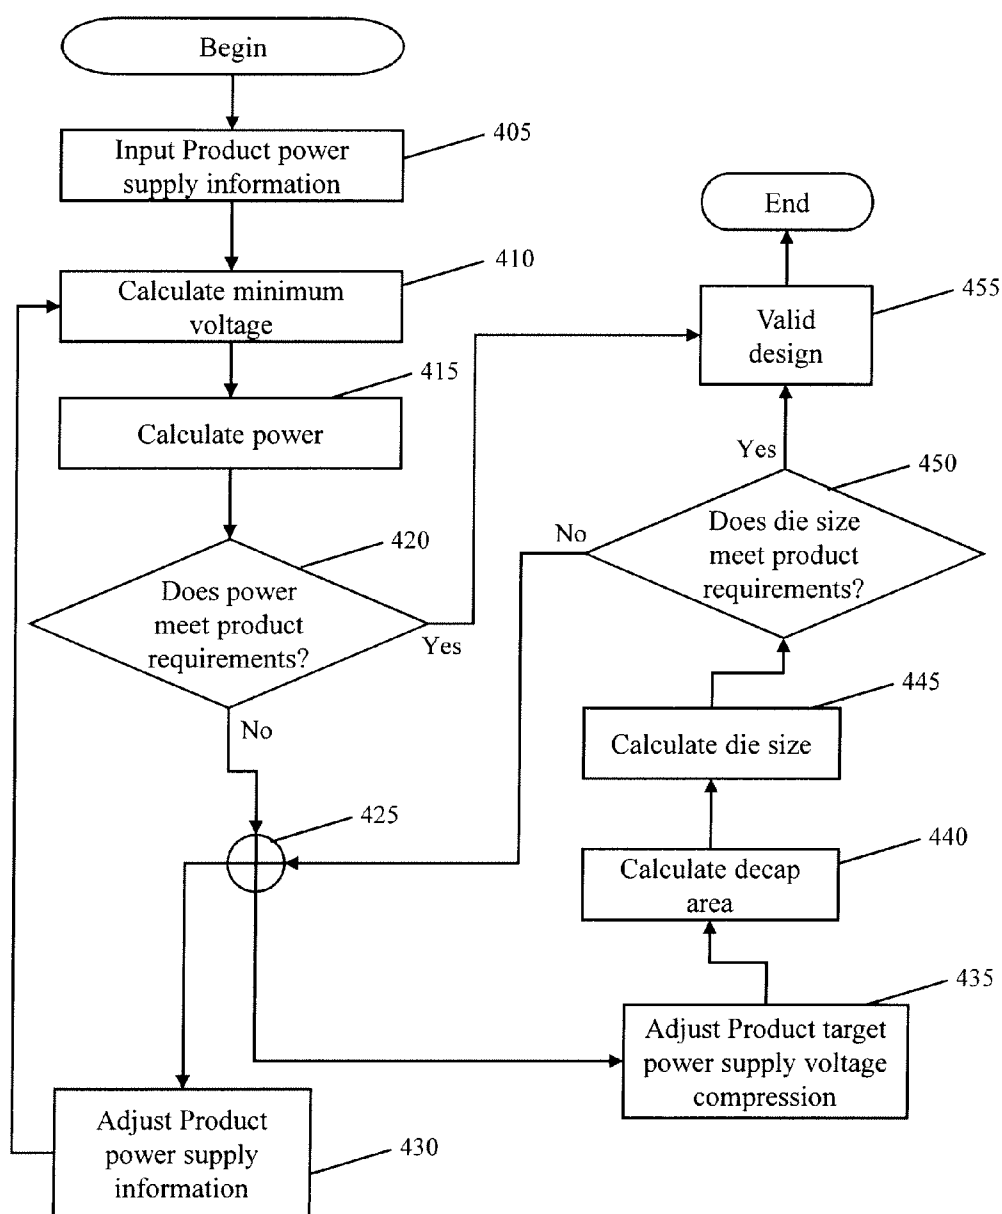 Begin
405
Input Product power
supply information
410
Calculate minimum
voltage
415
Calculate power
420
Does power
meet product
requirements?
Yes
No
425
430
Adjust Product
power supply
information
435
Adjust Product target
power supply voltage
compression
440
Calculate decap
area
445
Calculate die size
450
Does die size
meet product
requirements?
No
Yes
455
Valid
design
End